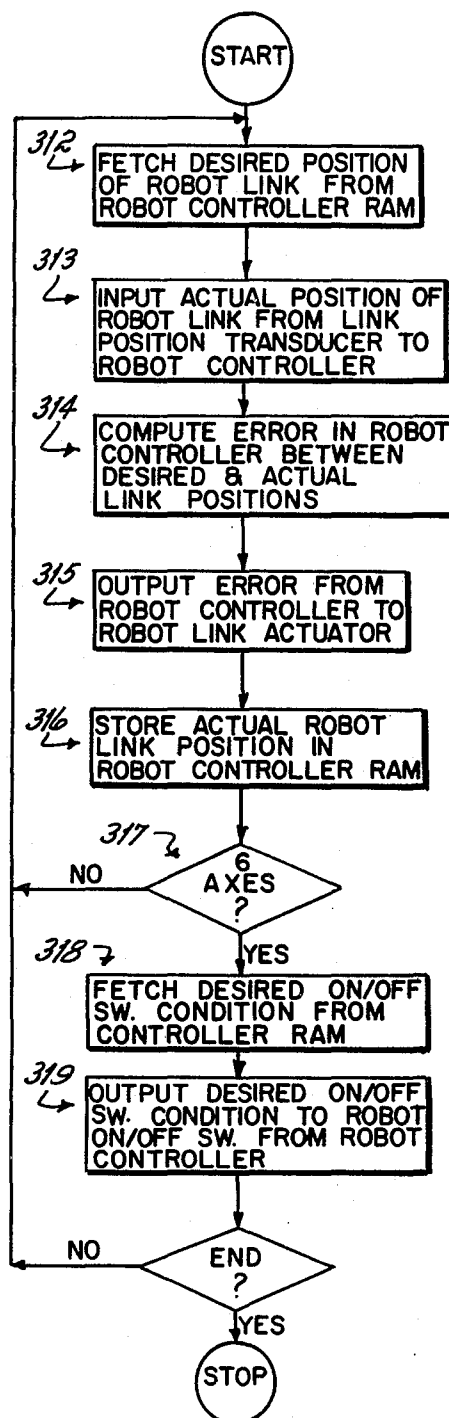 START
312
FETCH DESIRED POSITION
OF ROBOT LINK FROM
ROBOT CONTROLLER RAM
313
INPUT ACTUAL POSITION OF
ROBOT LINK FROM LINK
POSITION TRANSDUCER TO
ROBOT CONTROLLER
314
COMPUTE ERROR IN ROBOT
CONTROLLER BETWEEN
DESIRED & ACTUAL
LINK POSITIONS
315
OUTPUT ERROR FROM
ROBOT CONTROLLER TO
ROBOT LINK ACTUATOR
316
STORE ACTUAL ROBOT
LINK POSITION IN
ROBOT CONTROLLER RAM
317
6
AXES
?
NO
YES
318
FETCH DESIRED ON/OFF
SW. CONDITION FROM
CONTROLLER RAM
319
OUTPUT DESIRED ON/OFF
SW. CONDITION TO ROBOT
ON/OFF SW. FROM ROBOT
CONTROLLER
NO
END
?
YES
STOP